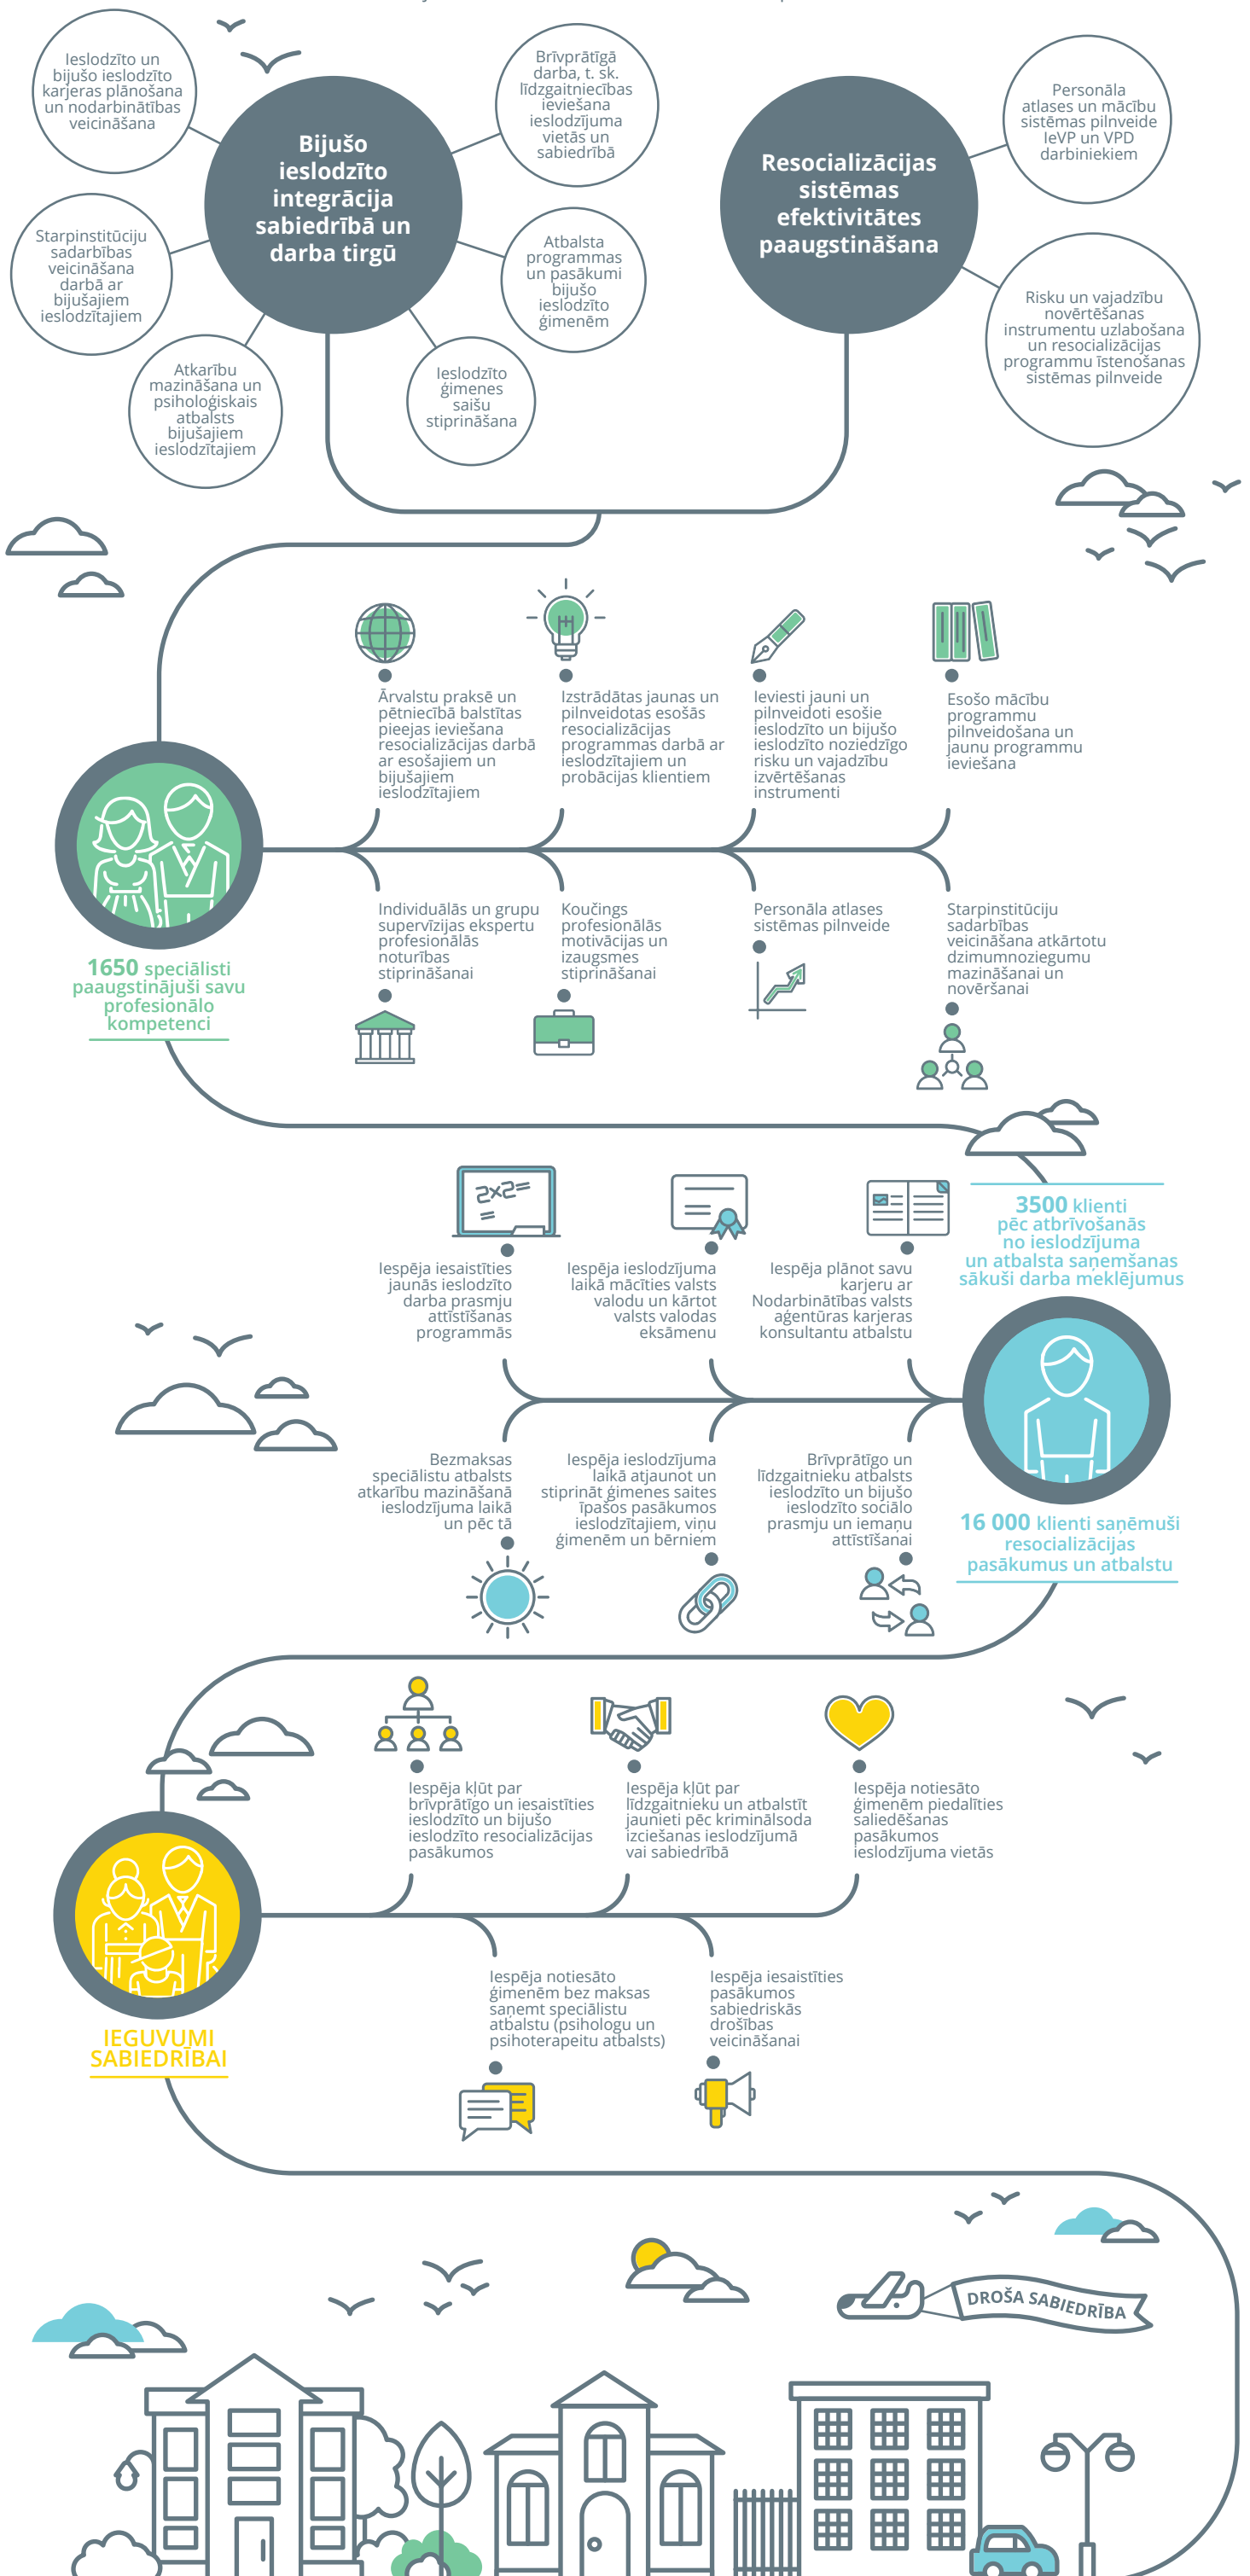 Ieslodzīto un
bijušo ieslodzīto
karjeras plānošana
un nodarbinātības
veicināšana
Bijušo
ieslodzīto
integrācija
sabiedrībā un
darba tirgū
Brīvprātīgā
darba, t. sk.
līdzgaitniecības
ieviešana
ieslodzījuma
vietās un
sabiedrībā
Starpinstitūciju
sadarbības
veicināšana
darbā ar
bijušajiem
ieslodzītajiem
Atbalsta
programmas
un pasākumi
bijušo
ieslodzīto
ģimenēm
Atkarību
mazināšana un
psiholoģiskais
atbalsts
bijušajiem
ieslodzītajiem
Ieslodzīto
ģimenes
saišu
stiprināšana
Resocializācijas
sistēmas
efektivitātes
paaugstināšana
Personāla
atlases un mācību
sistēmas pilnveide
IeVP un VPD
darbiniekiem
Risku un vajadzību
novērtēšanas
instrumentu uzlabošana
un resocializācijas
programmu īstenošanas
sistēmas pilnveide
Ārvalstu praksē un
pētniecībā balstītas
pieejas ieviešana
resocializācijas darbā
ar esošajiem un
bijušajiem
ieslodzītajiem
Izstrādātas jaunas un
pilnveidotas esošās
resocializācijas
programmas darbā ar
ieslodzītajiem un
probācijas klientiem
Ieviesti jauni un
pilnveidoti esošie
ieslodzīto un bijušo
ieslodzīto noziedzīgo
risku un vajadzību
izvērtēšanas
instrumenti
Esošo mācību
programmu
pilnveidošana un
jaunu programmu
ieviešana
1650 speciālisti
paaugstinājuši savu
profesionālo
kompetenci
Individuālās un grupu
supervīzijas ekspertu
profesionālās
noturības
stiprināšanai
Koučings
profesionālās
motivācijas un
izaugsmes
stiprināšanai
Personāla atlases
sistēmas pilnveide
Starpinstitūciju
sadarbības
veicināšana atkārtotu
dzimumnoziegumu
mazināšanai un
novēršanai
2x2=
=
Iespēja iesaistīties
jaunās ieslodzīto
darba prasmju
attīstīšanas
programmās
Iespēja ieslodzījuma
laikā mācīties valsts
valodu un kārtot
valsts valodas
eksāmenu
Iespēja plānot savu
karjeru ar
Nodarbinātības valsts
aģentūras karjeras
konsultantu atbalstu
3500 klienti
pēc atbrīvošanās
no ieslodzījuma
un atbalsta saņemšanas
sākuši darba meklējumus
Bezmaksas
speciālistu atbalsts
atkarību mazināšanā
ieslodzījuma laikā
un pēc tā
Iespēja ieslodzījuma
laikā atjaunot un
stiprināt ģimenes saites
īpašos pasākumos
ieslodzītajiem, viņu
ģimenēm un bērniem
Brīvprātīgo un
līdzgaitnieku atbalsts
ieslodzīto un bijušo
ieslodzīto sociālo
prasmju un iemaņu
attīstīšanai
16 000 klienti saņēmuši
resocializācijas
pasākumus un atbalstu
Iespēja kļūt par
brīvprātīgo un iesaistīties
ieslodzīto un bijušo
ieslodzīto resocializācijas
pasākumos
Iespēja kļūt par
līdzgaitnieku un atbalstīt
jaunieti pēc kriminālsoda
izciešanas ieslodzījumā
vai sabiedrībā
Iespēja notiesāto
ģimenēm piedalīties
saliedēšanas
pasākumos
ieslodzījuma vietās
IEGUVUMI
SABIEDRĪBAI
Iespēja notiesāto
ģimenēm bez maksas
saņemt speciālistu
atbalstu (psihologu un
psihoterapeitu atbalsts)
Iespēja iesaistīties
pasākumos
sabiedriskās
drošības
veicināšanai
DROŠA SABIEDRĪBA